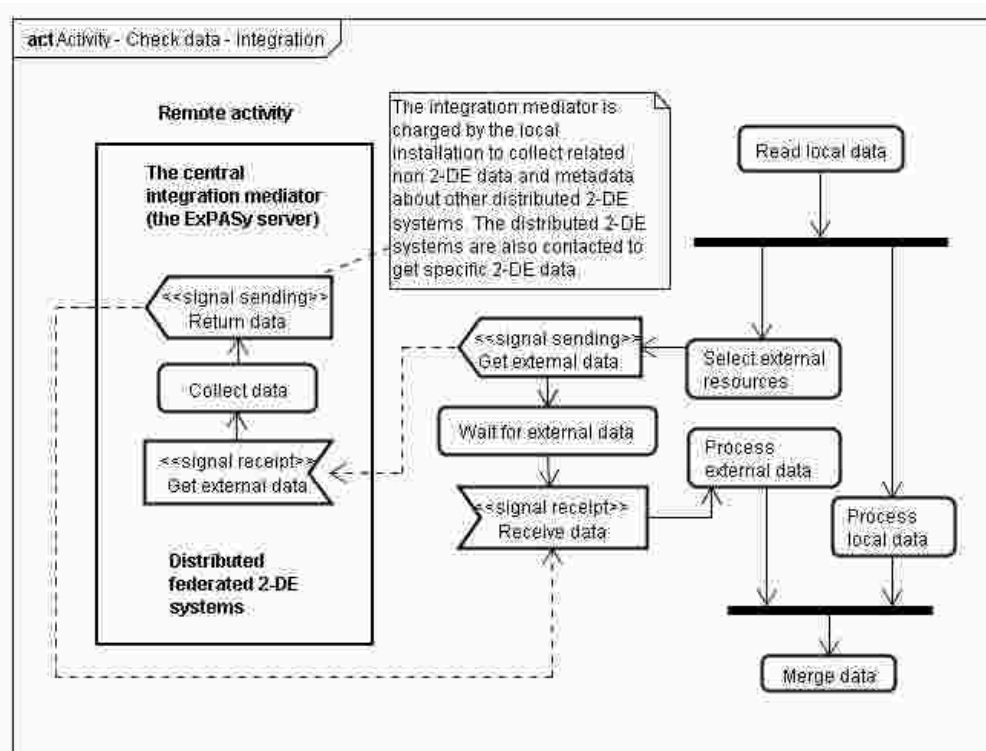 act Activity - Check data - Integration
Remote activity
The central
integration mediator
(the ExPASy server)
The integration mediator is
charged by the local
installation to collect related
non 2-DE data and metadata
about other distributed 2-DE
systems. The distributed 2-DE
systems are also contacted to
get specific 2-DE data
Read local data
<<signal sending>>
Return data
<<signal sending>>
Get external data
Select external
resources
Collect data
Wait for external data
<<signal receipt>>
Get external data
Process
external data
<<signal receipt>>
Receive data
Process
local data
Distributed
federated 2-DE
systems
Merge data